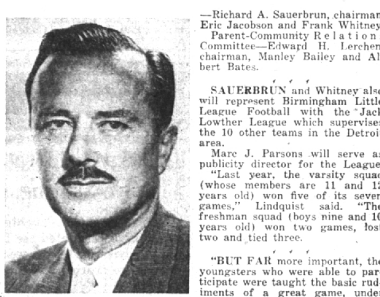 —Richard A. Sauerbrun, chairman
Eric Jacobson and Frank Whitney
Parent-Community Relation
Committee—Edward H. Lerchen
chairman, Manley Bailey and Al
bert Bates.
SAUERBRUN and Whitney also
will represent Birmingham Little
League Football with the Jack
Lowther League which supervises
the 10 other teams in the Detroit
area.
Marc J. Parsons will serve as
publicity director for the League
"Last year, the varsity squad
(whose members are 11 and 12
years old) won five of its seven
games," Lindquist said. "The
freshman squad (boys nine and 10
years old) won two games, lost
two and tied three.
"BUT FAR more important, the
youngsters who were able to par
ticipate were taught the basic rud
iments of a great game, under